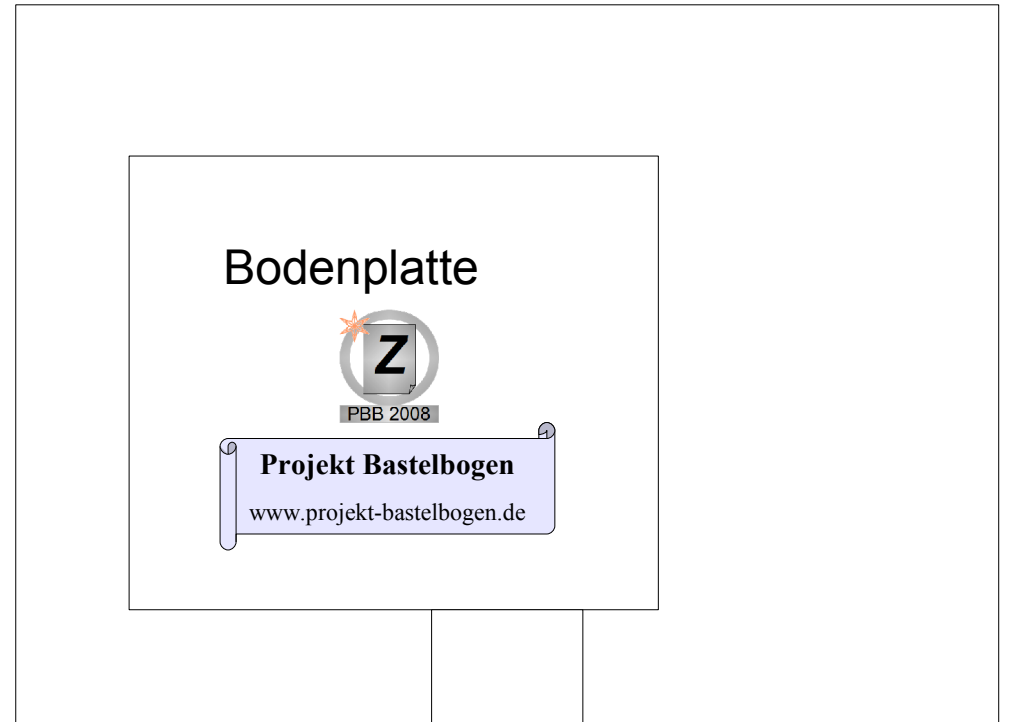 Bodenplatte
Z
PBB 2008
Projekt Bastelbogen
www.projekt-bastelbogen.de